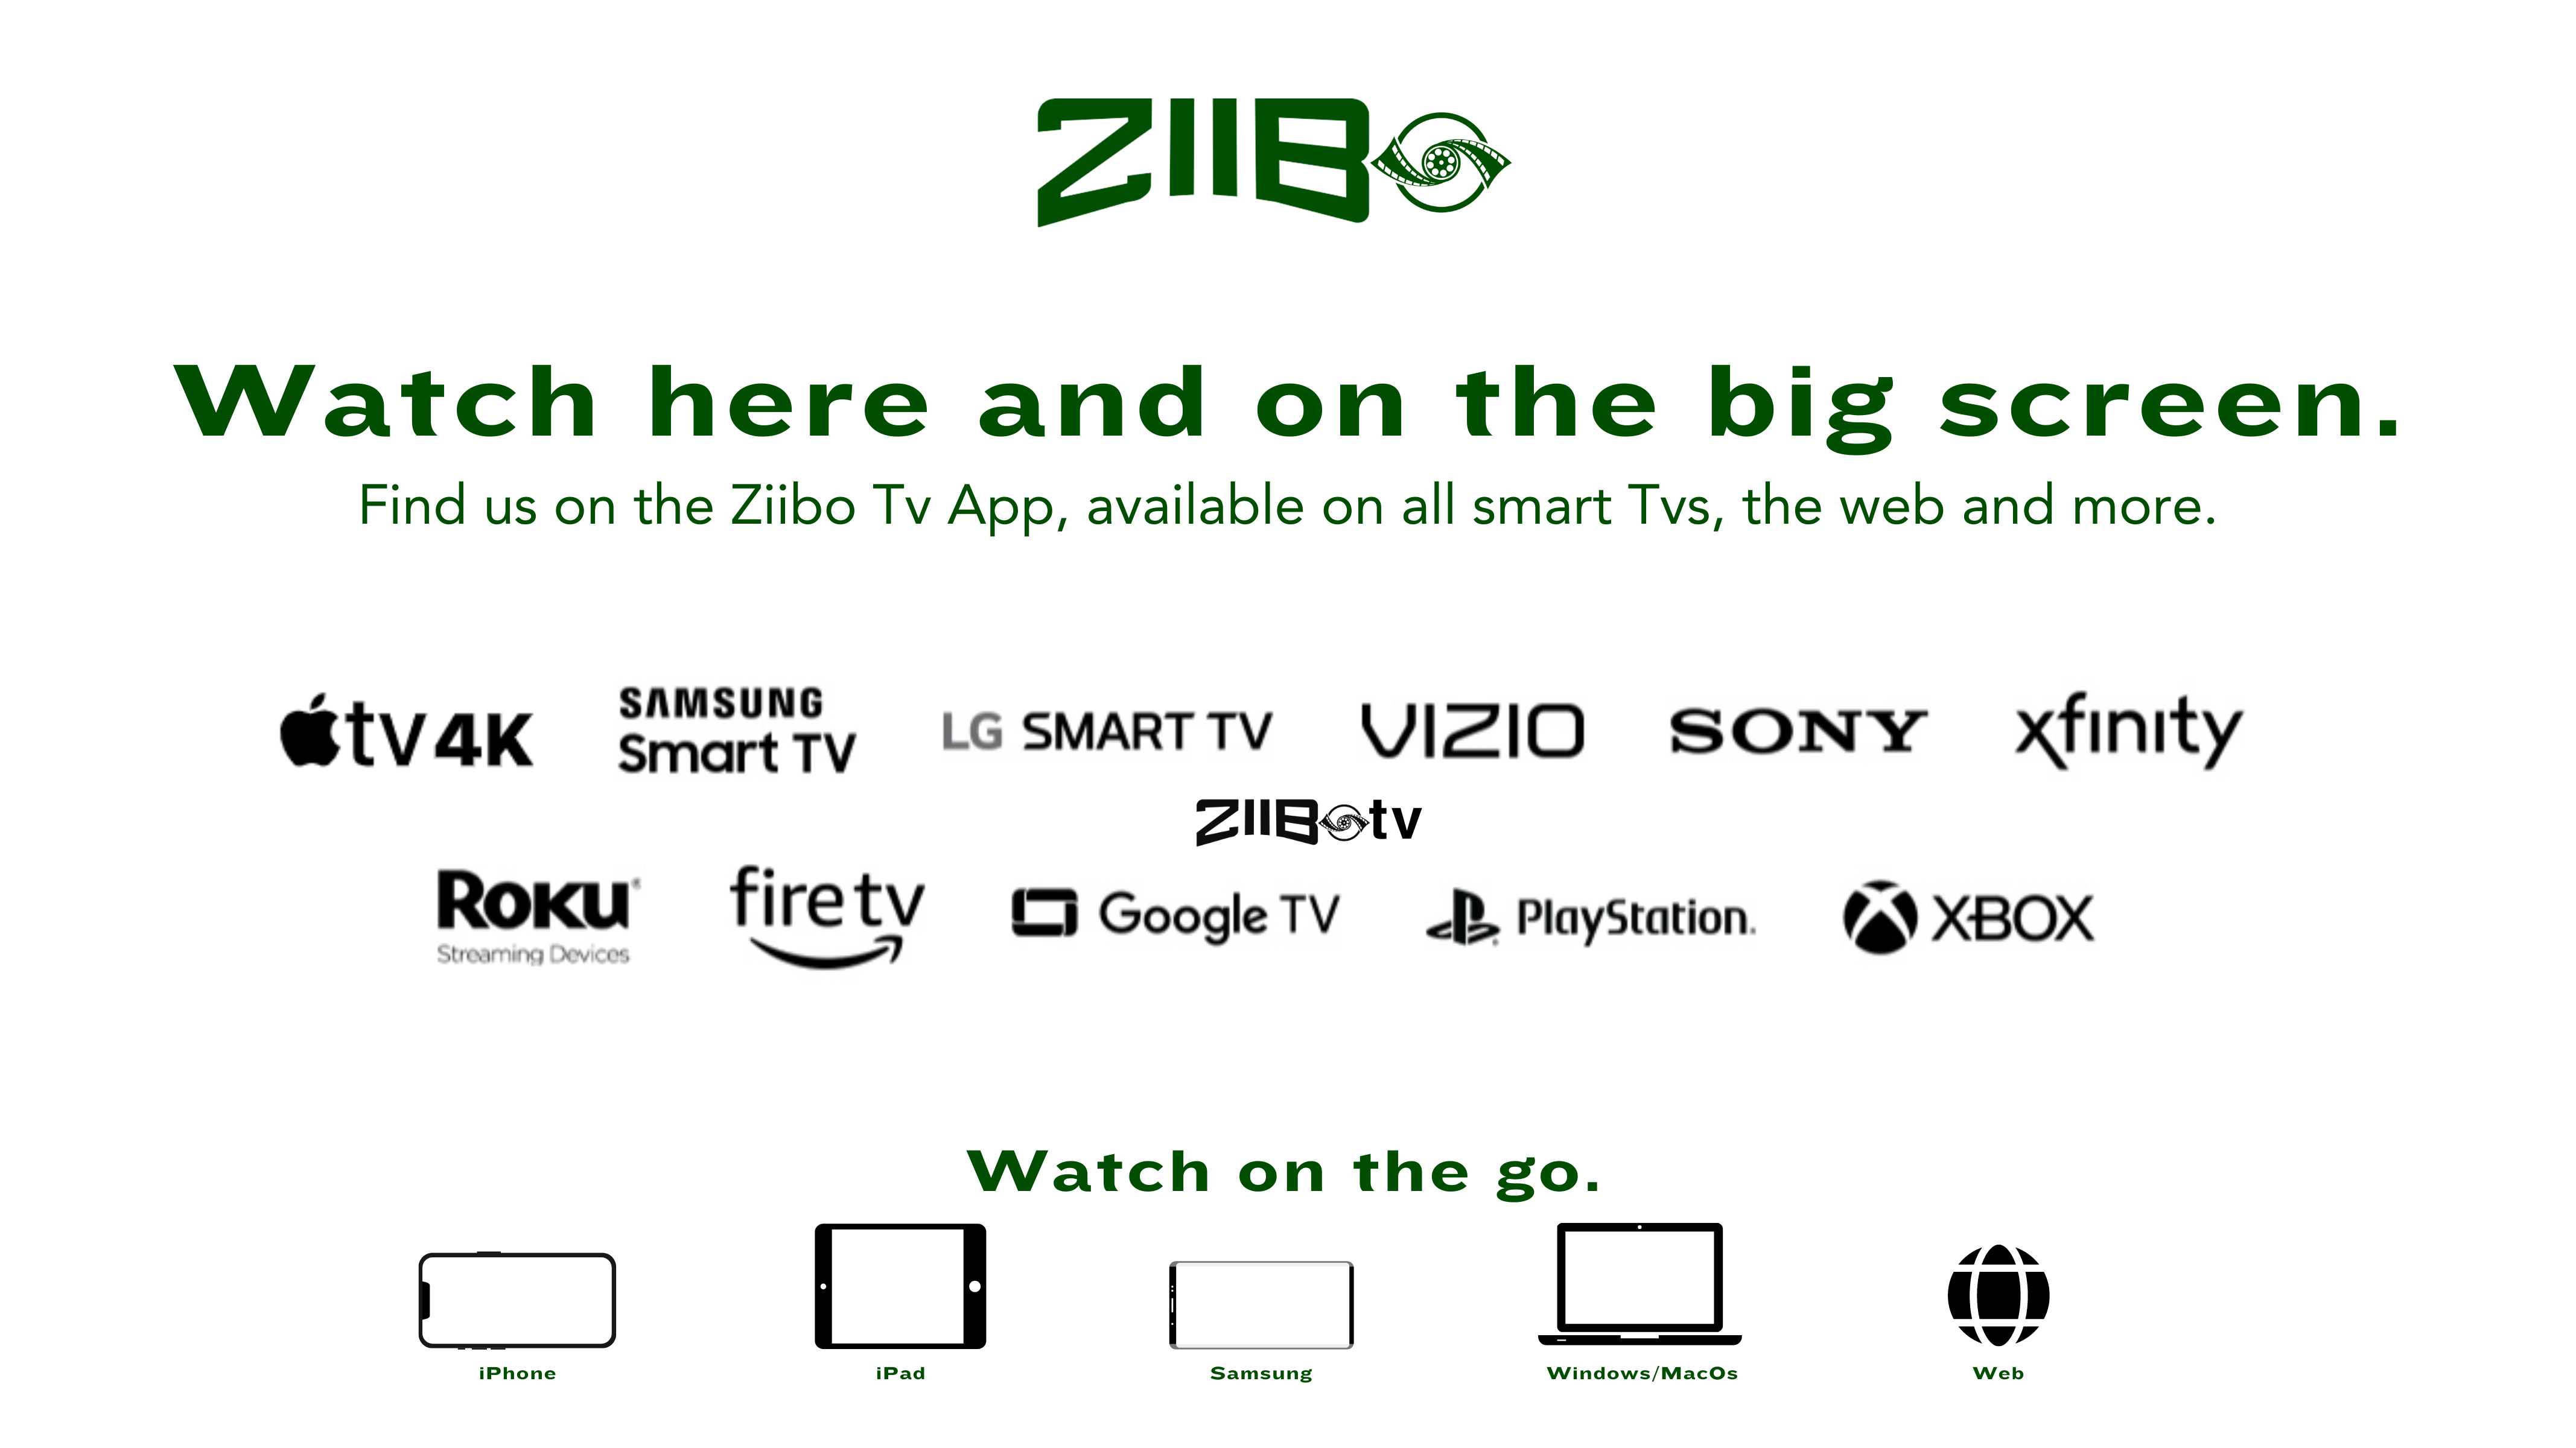 ZIIBO
Watch here and on the big screen.
Find us on the Ziibo Tv App, available on all smart Tvs, the web and more.
tv 4K
SAMSUNG
Smart TV
LG SMART TV
VIZIO
SONY
xfinity
ZIIBO tv
ROKU®
Streaming Devices
fire tv
Google TV
PlayStation.
XBOX
Watch on the go.
iPhone
iPad
Samsung
Windows/MacOs
Web